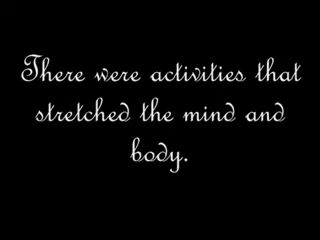 There were activities that
stretched the mind and
body.